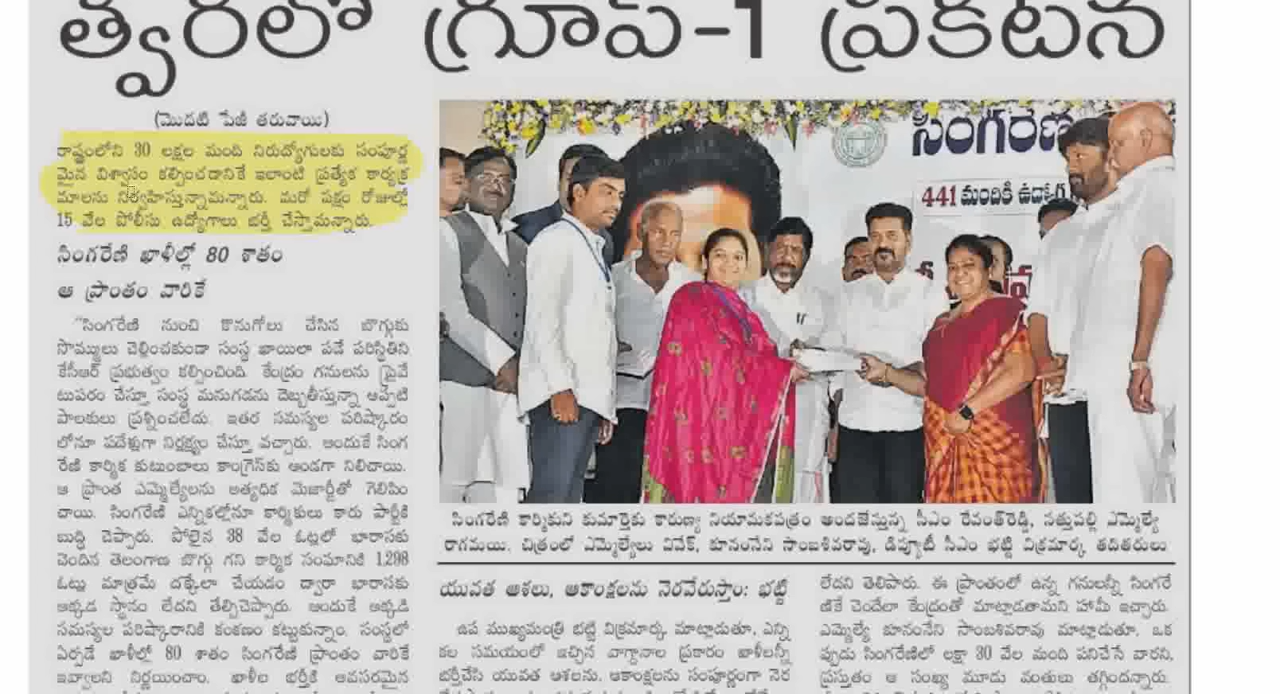 త్వరలో గ్రూప్-1 ప్రకటన
(మొదటి పేజీ తరువాయి)
రాష్ట్రంలోని 30 లక్షల మంది నిరుద్యోగులకు సంపూర్ణ
మైన విశ్వాసం కల్పించడానికే ఇలాంటి ప్రత్యేక కార్యక్ర
మాలను నిర్వహిస్తున్నామన్నారు. మరో పక్షం రోజుల్లో
15 వేల పోలీసు ఉద్యోగాలు భర్తీ చేస్తామన్నారు.
సింగరేణి ఖాళీల్లో 80 శాతం
ఆ ప్రాంతం వారికే
"సింగరేణి నుంచి కొనుగోలు చేసిన బొగ్గుకు
సొమ్ములు చెల్లించకుండా సంస్థ ఖాయిలా పడే పరిస్థితిని
కేసీఆర్ ప్రభుత్వం కల్పించింది. కేంద్రం గనులను ప్రైవే
టుపరం చేస్తూ సంస్థ మనుగడను దెబ్బతీస్తున్నా అప్పటి
పాలకులు ప్రశ్నించలేదు. ఇతర సమస్యల పరిష్కారం
లోనూ పదేళ్లుగా నిర్లక్ష్యం చేస్తూ వచ్చారు. అందుకే సింగ
రేణి కార్మిక కుటుంబాలు కాంగ్రెస్‌కు అండగా నిలిచాయి.
ఆ ప్రాంత ఎమ్మెల్యేలను అత్యధిక మెజార్టీతో గెలిపిం
చాయి. సింగరేణి ఎన్నికల్లోనూ కార్మికులు కారు పార్టీకి
బుద్ధి చెప్పారు. పోలైన 38 వేల ఓట్లలో భారాసకు
చెందిన తెలంగాణ బొగ్గు గని కార్మిక సంఘానికి 1,298
ఓట్లు మాత్రమే దక్కేలా చేయడం ద్వారా భారాసకు
అక్కడ స్థానం లేదని తేల్చిచెప్పారు. అందుకే అక్కడి
సమస్యల పరిష్కారానికి కంకణం కట్టుకున్నాం. సంస్థలో
ఏర్పడే ఖాళీల్లో 80 శాతం సింగరేణి ప్రాంతం వారికే
ఇవ్వాలని నిర్ణయించాం. ఖాళీల భర్తీకి అవసరమైన
సింగరేణ
441 మందికి ఉద్యోగ
సింగరేణి కార్మికుని కుమార్తెకు కారుణ్య నియామకపత్రం అందజేస్తున్న సీఎం రేవంత్‌రెడ్డి, సత్తుపల్లి ఎమ్మెల్యే
రాగమయి. చిత్రంలో ఎమ్మెల్యేలు వివేక్, కూనంనేని సాంబశివరావు, డిప్యూటీ సీఎం భట్టి విక్రమార్క తదితరులు
యువత ఆశలు, ఆకాంక్షలను నెరవేరుస్తాం: భట్టి
ఉప ముఖ్యమంత్రి భట్టి విక్రమార్క మాట్లాడుతూ, ఎన్ని
కల సమయంలో ఇచ్చిన వాగ్దానాల ప్రకారం ఖాళీలన్నీ
భర్తీచేసి యువత ఆశలను, ఆకాంక్షలను సంపూర్ణంగా నెర
లేదని తెలిపారు. ఈ ప్రాంతంలో ఉన్న గనులన్నీ సింగరే
ణికే చెందేలా కేంద్రంతో మాట్లాడతామని హామీ ఇచ్చారు.
ఎమ్మెల్యే కూనంనేని సాంబశివరావు మాట్లాడుతూ, ఒక
ప్పుడు సింగరేణిలో లక్షా 30 వేల మంది పనిచేసే వారని,
ప్రస్తుతం ఆ సంఖ్య మూడు వంతులు తగ్గిందన్నారు.